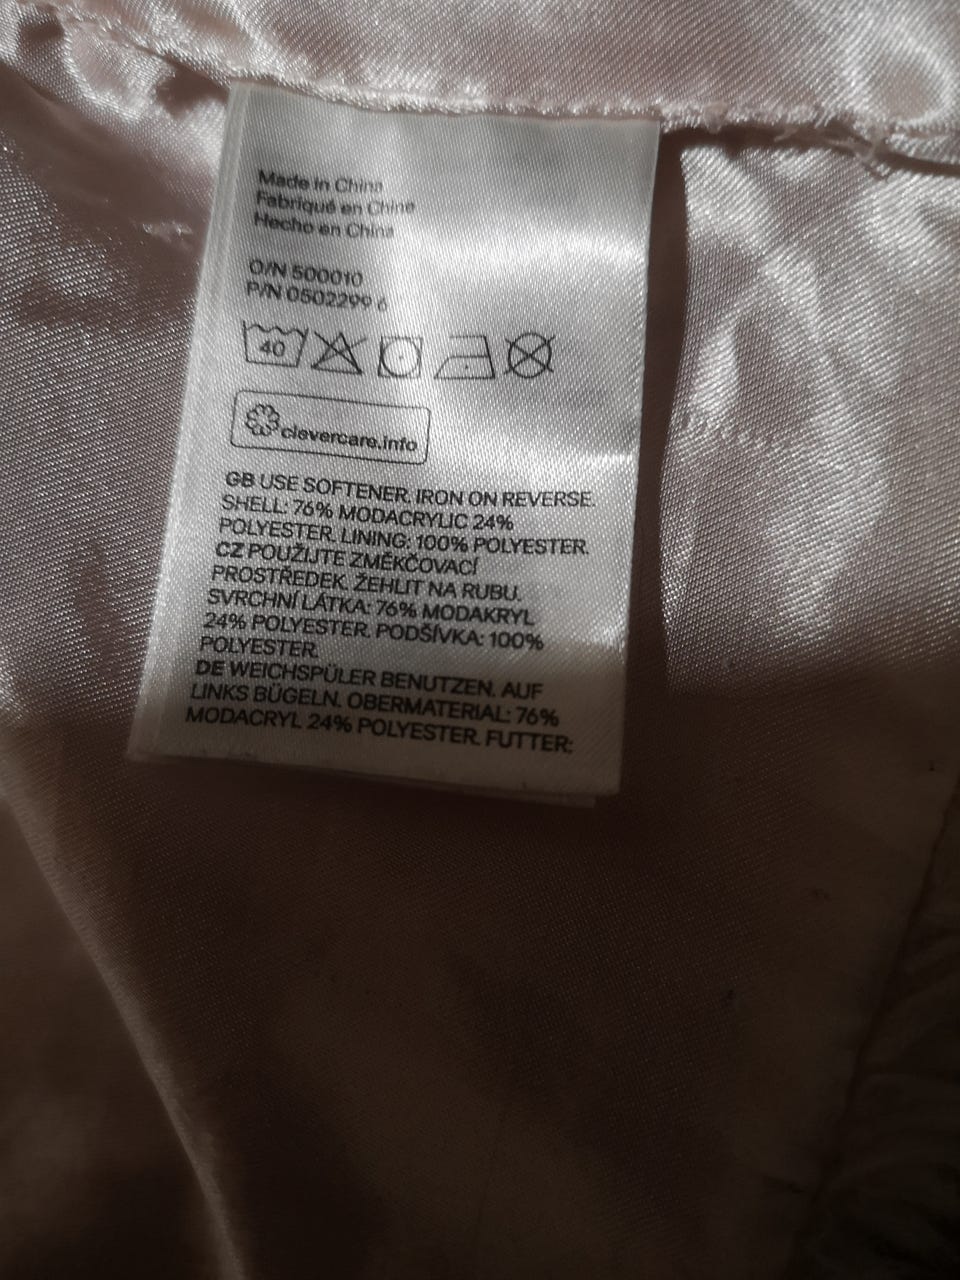 Made in China
Fabriqué en Chine
Hecho en China
O/N 500010
P/N 0502299 6
40
clevercare.info
GB USE SOFTENER. IRON ON REVERSE.
SHELL: 76% MODACRYLIC 24%
POLYESTER. LINING: 100% POLYESTER.
CZ POUŽIJTE ZMĚKČOVACÍ
PROSTŘEDEK. ŽEHLIT NA RUBU.
SVRCHNÍ LÁTKA: 76% MODAKRYL
24% POLYESTER. PODŠÍVKA: 100%
POLYESTER.
DE WEICHSPÜLER BENUTZEN. AUF
LINKS BÜGELN. OBERMATERIAL: 76%
MODACRYL 24% POLYESTER. FUTTER: